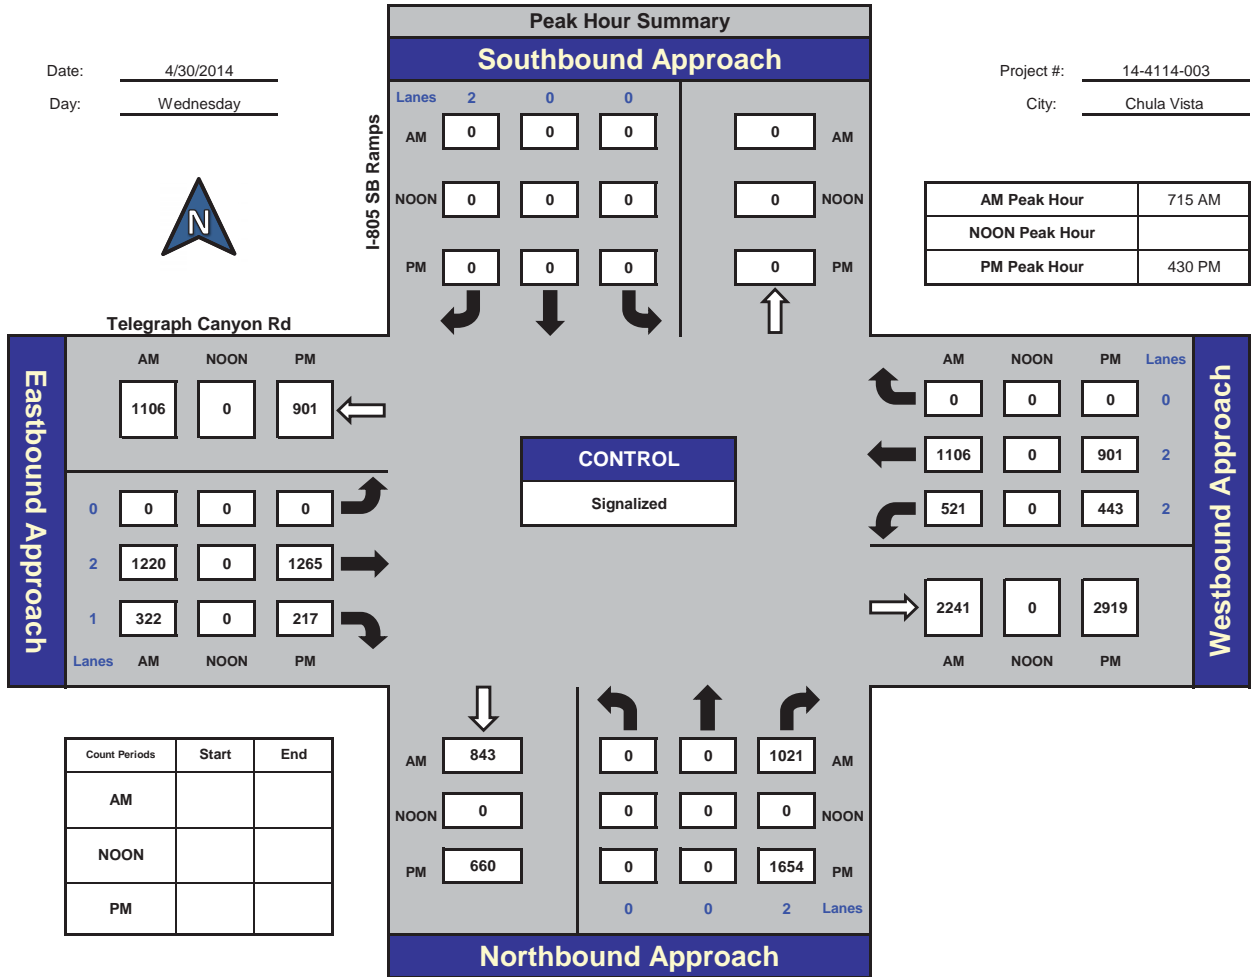 Peak Hour Summary
Southbound Approach
Date: 4/30/2014
Day: Wednesday
Project #: 14-4114-003
City: Chula Vista
N
I-805 SB Ramps
Lanes 2 0 0
AM 0 0 0 0 AM
NOON 0 0 0 0 NOON
PM 0 0 0 0 PM
AM Peak Hour 715 AM
NOON Peak Hour
PM Peak Hour 430 PM
Telegraph Canyon Rd
Eastbound Approach
AM NOON PM
1106 0 901
0 0 0 0
2 1220 0 1265
1 322 0 217
Lanes AM NOON PM
CONTROL
Signalized
AM NOON PM Lanes
0 0 0 0
1106 0 901 2
521 0 443 2
2241 0 2919
AM NOON PM
Westbound Approach
Count Periods Start End
AM
NOON
PM
AM 843 0 0 1021 AM
NOON 0 0 0 0 NOON
PM 660 0 0 1654 PM
0 0 2 Lanes
Northbound Approach